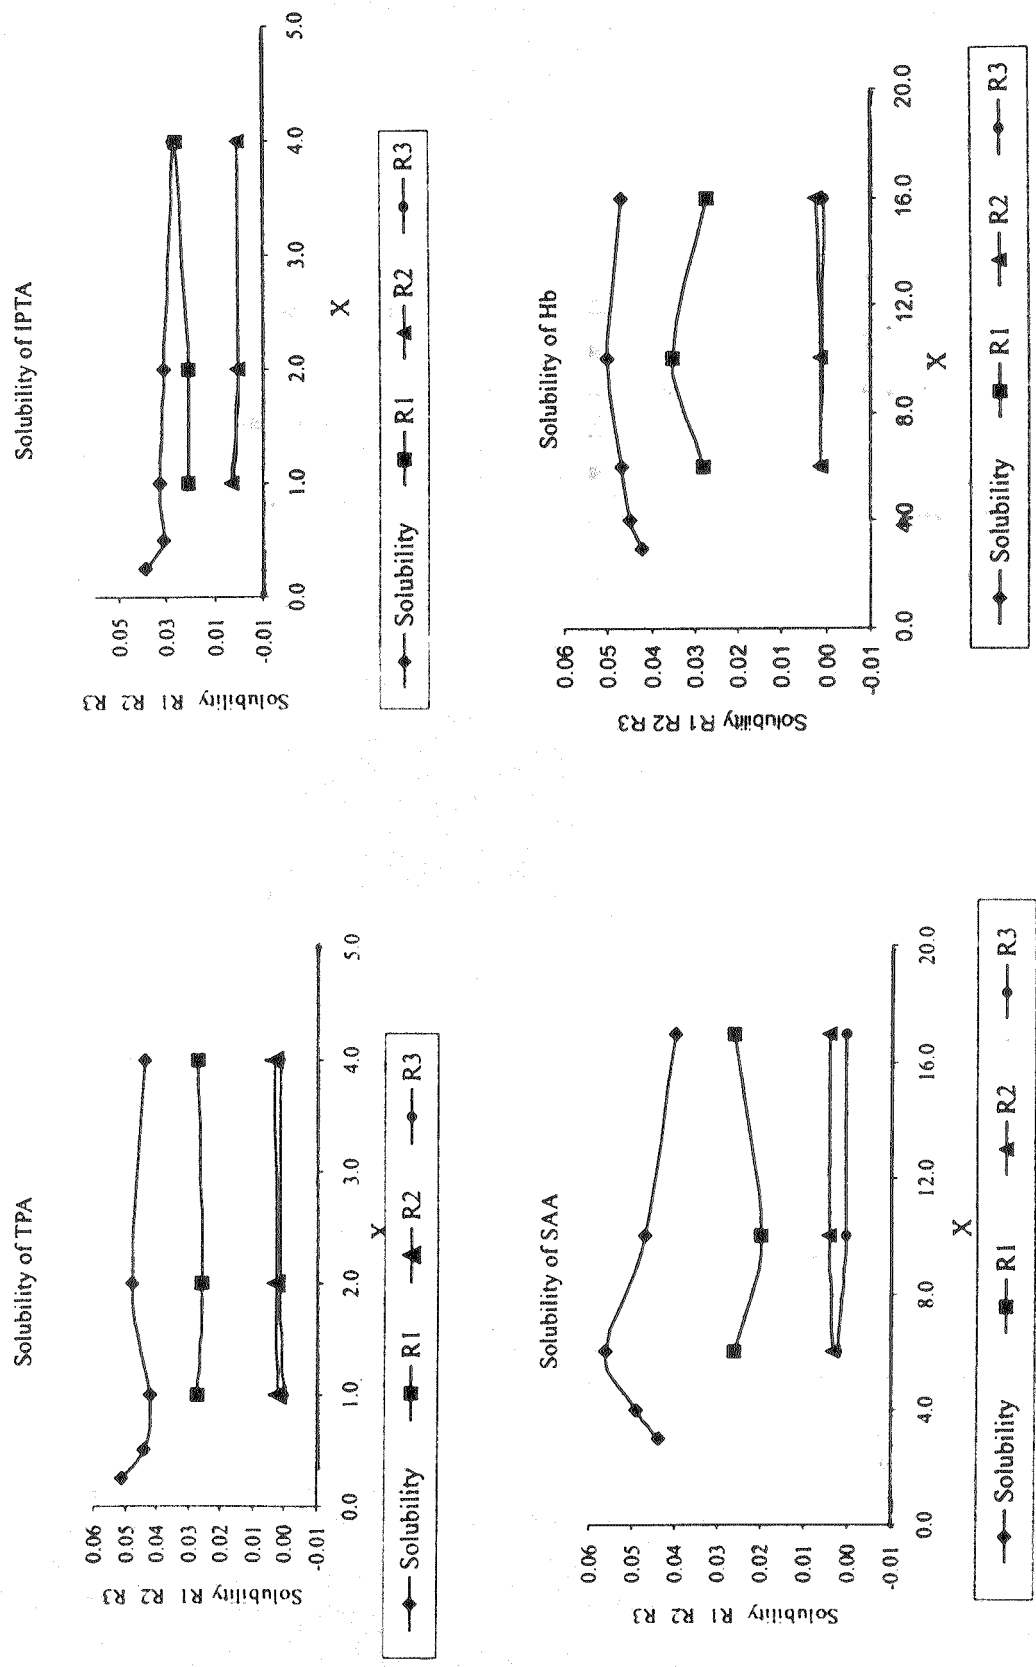 Solubility of TPA
Solubility R1 R2 R3
0.06
0.05
0.04
0.03
0.02
0.01
0.00
-0.01
0.0 1.0 2.0 3.0 4.0 5.0
X
Solubility R1 R2 R3
Solubility of IPTA
Solubility R1 R2 R3
0.05
0.03
0.01
-0.01
0.0 1.0 2.0 3.0 4.0 5.0
X
Solubility R1 R2 R3
Solubility of SAA
Solubility R1 R2 R3
0.06
0.05
0.04
0.03
0.02
0.01
0.00
-0.01
0.0 4.0 8.0 12.0 16.0 20.0
X
Solubility R1 R2 R3
Solubility of Hb
Solubility R1 R2 R3
0.06
0.05
0.04
0.03
0.02
0.01
0.00
-0.01
0.0 4.0 8.0 12.0 16.0 20.0
X
Solubility R1 R2 R3